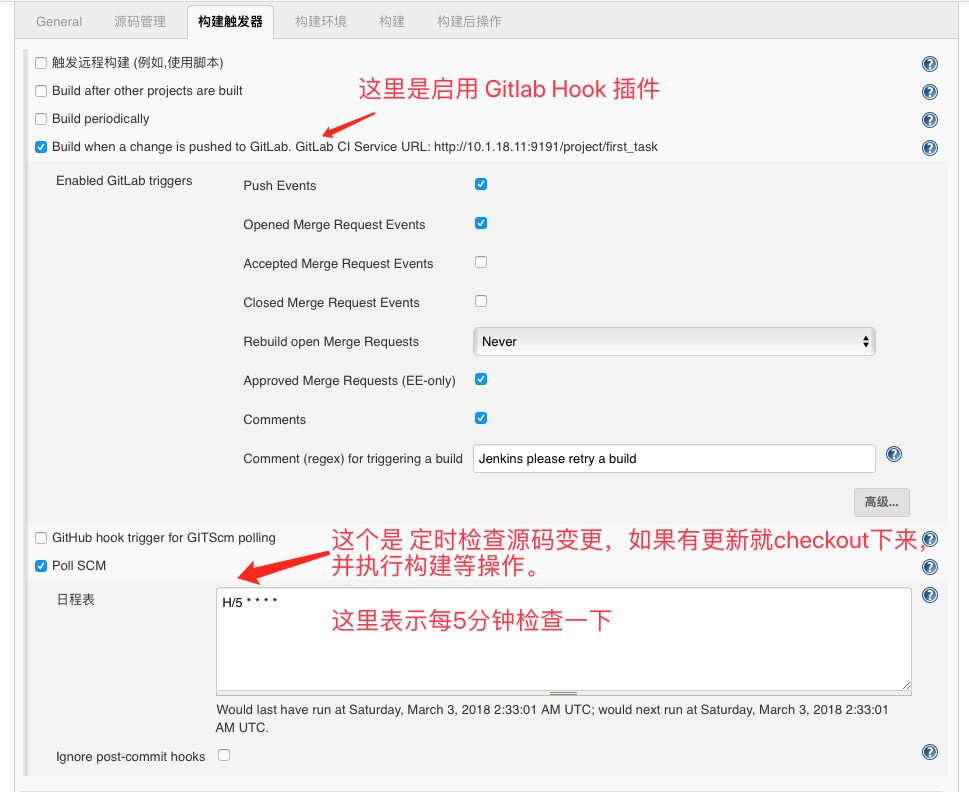 General 源码管理 构建触发器 构建环境 构建 构建后操作
触发远程构建 (例如,使用脚本)
这里是启用 Gitlab Hook 插件
Build after other projects are built
Build periodically
Build when a change is pushed to GitLab. GitLab CI Service URL: http://10.1.18.11:9191/project/first_task
Enabled GitLab triggers
Push Events
Opened Merge Request Events
Accepted Merge Request Events
Closed Merge Request Events
Rebuild open Merge Requests Never
Approved Merge Requests (EE-only)
Comments
Comment (regex) for triggering a build Jenkins please retry a build
高级...
GitHub hook trigger for GITScm polling
这个是 定时检查源码变更，如果有更新就checkout下来,
并执行构建等操作。
Poll SCM
日程表
H/5 * * * *
这里表示每5分钟检查一下
Would last have run at Saturday, March 3, 2018 2:33:01 AM UTC; would next run at Saturday, March 3, 2018 2:33:01
AM UTC.
Ignore post-commit hooks